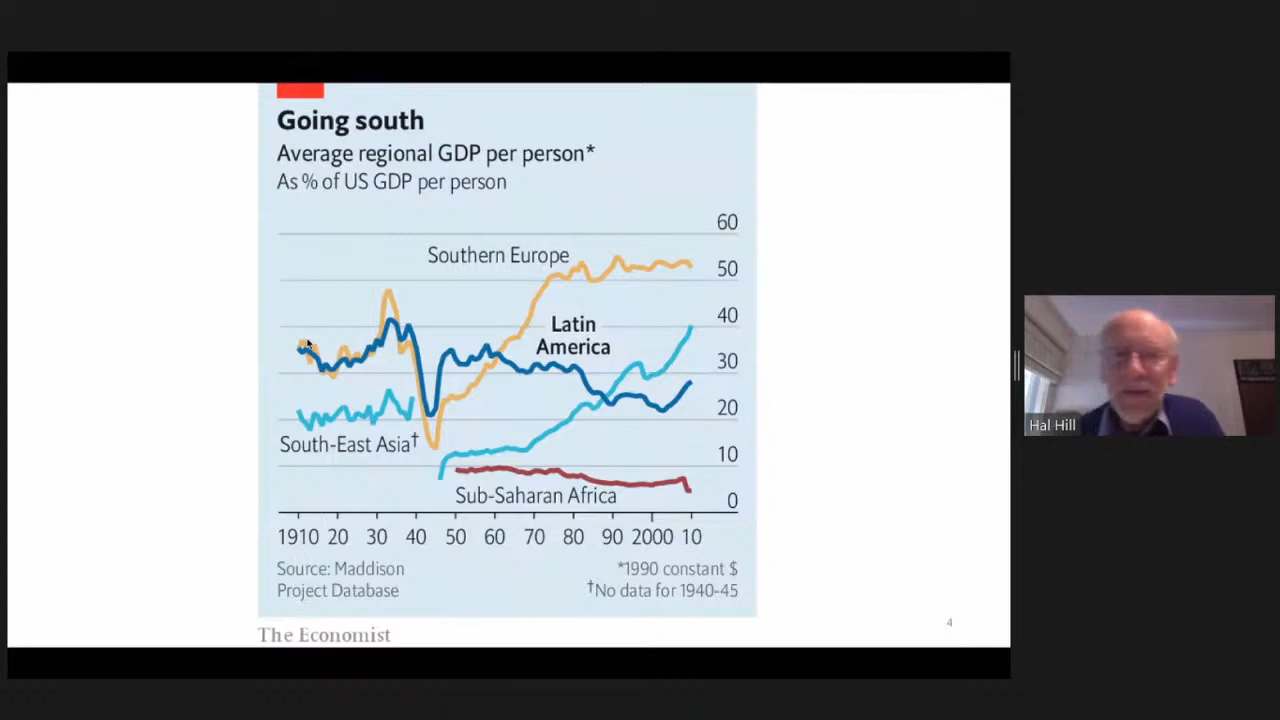 Going south
Average regional GDP per person*
As % of US GDP per person
60
Southern Europe
50
40
Latin
America
30
20
South-East Asia†
10
Sub-Saharan Africa
0
1910 20 30 40 50 60 70 80 90 2000 10
Source: Maddison
Project Database
*1990 constant $
†No data for 1940-45
The Economist
4
Hal Hill